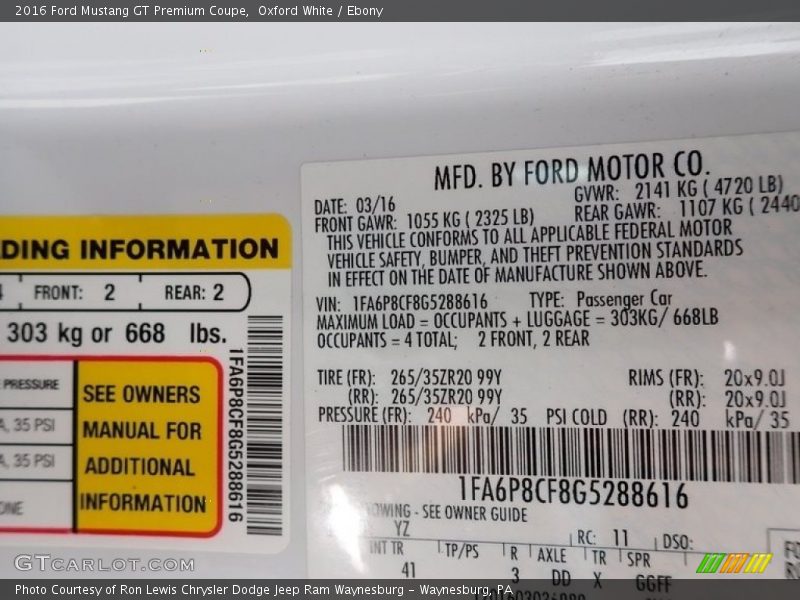 2016 Ford Mustang GT Premium Coupe, Oxford White / Ebony
MFD. BY FORD MOTOR CO.
DATE: 03/16 GVWR: 2141 KG ( 4720 LB)
FRONT GAWR: 1055 KG ( 2325 LB) REAR GAWR: 1107 KG ( 2440
THIS VEHICLE CONFORMS TO ALL APPLICABLE FEDERAL MOTOR
VEHICLE SAFETY, BUMPER, AND THEFT PREVENTION STANDARDS
IN EFFECT ON THE DATE OF MANUFACTURE SHOWN ABOVE.
VIN: 1FA6P8CF8G5288616 TYPE: Passenger Car
MAXIMUM LOAD = OCCUPANTS + LUGGAGE = 303KG/ 668LB
OCCUPANTS = 4 TOTAL; 2 FRONT, 2 REAR
TIRE (FR): 265/35ZR20 99Y RIMS (FR): 20x9.0J
(RR): 265/35ZR20 99Y (RR): 20x9.0J
PRESSURE (FR): 240 kPa/ 35 PSI COLD (RR): 240 kPa/ 35
1FA6P8CF8G5288616
TOWING - SEE OWNER GUIDE
YZ RC: 11 DSO:
INT TR TP/PS R AXLE TR SPR
41 3 DD X GGFF
DING INFORMATION
4 FRONT: 2 REAR: 2
303 kg or 668 lbs.
PRESSURE
A, 35 PSI
A, 35 PSI
ONE
SEE OWNERS
MANUAL FOR
ADDITIONAL
INFORMATION
1FA6P8CF8G5288616
GTCARLOT.COM
Photo Courtesy of Ron Lewis Chrysler Dodge Jeep Ram Waynesburg – Waynesburg, PA